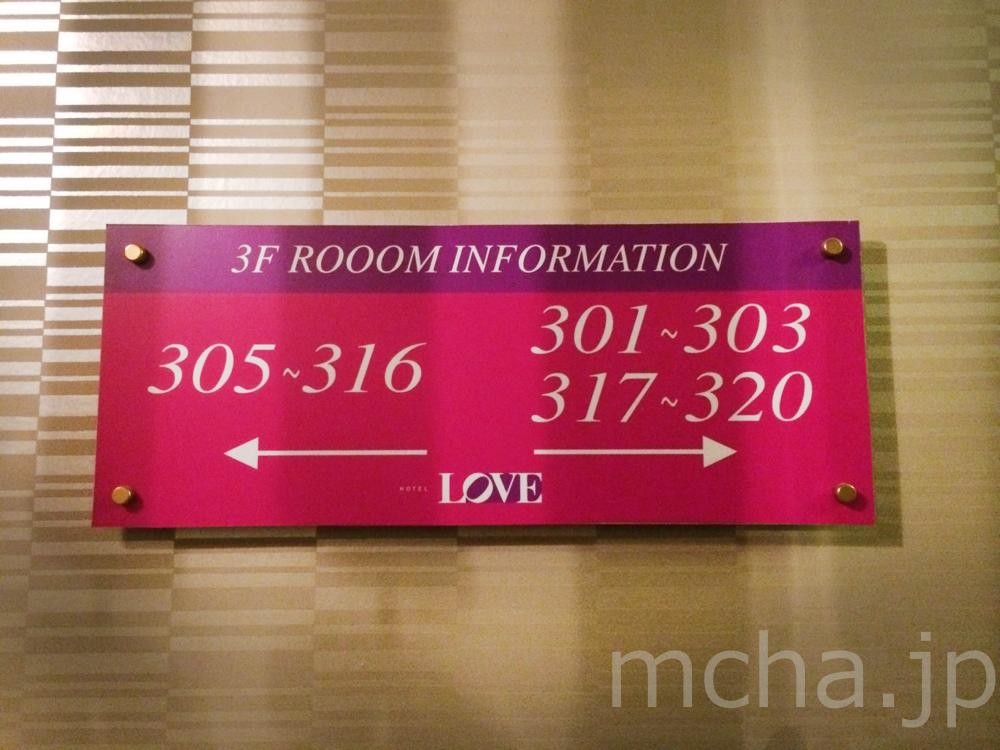 3F ROOOM INFORMATION
305~316
301~303
317~320
HOTEL LOVE
mcha.jp